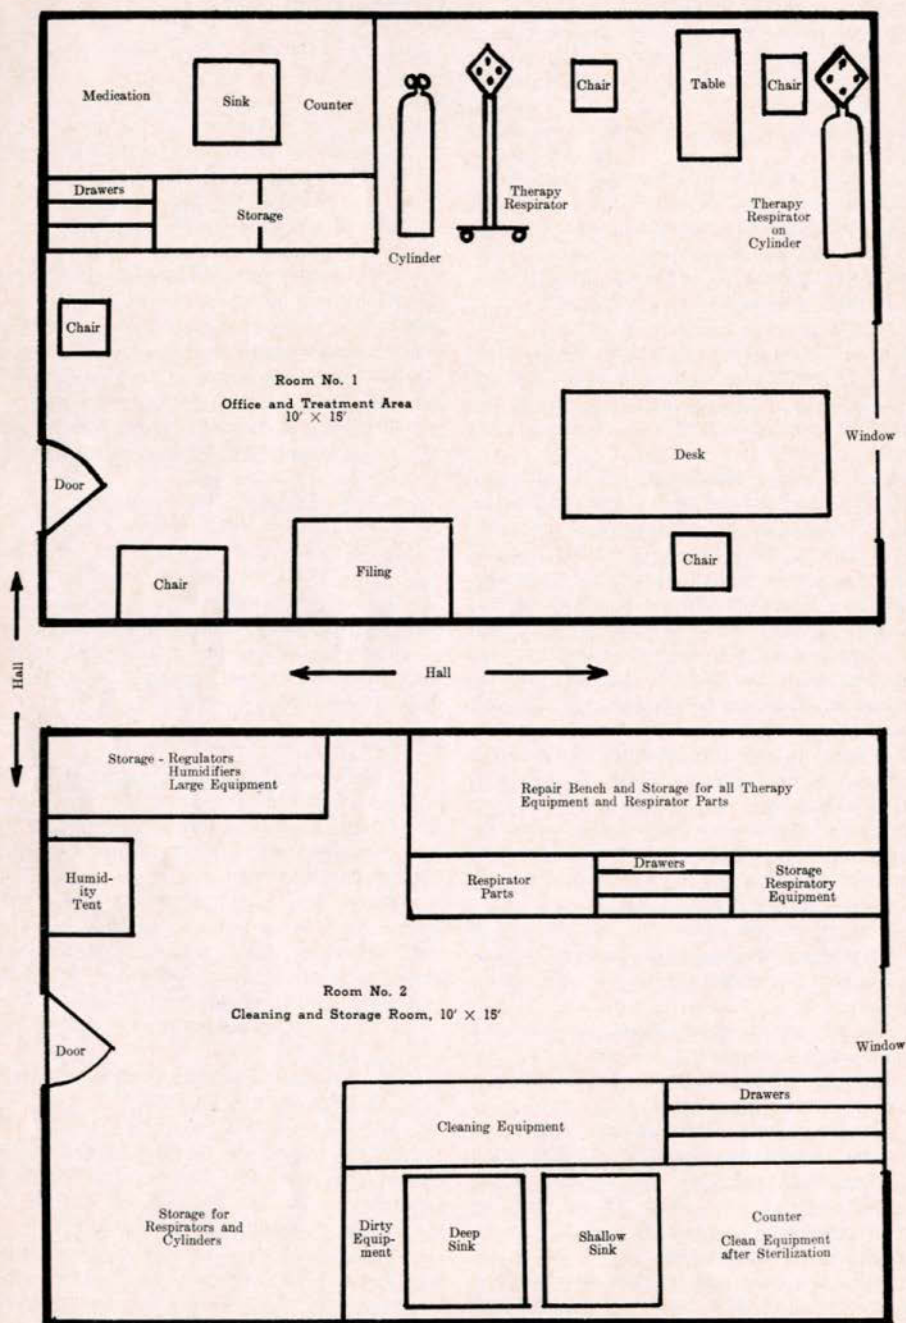 Medication
Sink
Counter
Drawers
Storage
Cylinder
Therapy
Respirator
Chair
Table
Chair
Therapy
Respirator
on
Cylinder
Chair
Room No. 1
Office and Treatment Area
10' × 15'
Window
Desk
Door
Chair
Filing
Chair
Hall
Hall
Storage - Regulators
Humidifiers
Large Equipment
Repair Bench and Storage for all Therapy
Equipment and Respirator Parts
Humid-
ity
Tent
Respirator
Parts
Drawers
Storage
Respiratory
Equipment
Room No. 2
Cleaning and Storage Room, 10' × 15'
Door
Window
Cleaning Equipment
Drawers
Storage for
Respirators and
Cylinders
Dirty
Equip-
ment
Deep
Sink
Shallow
Sink
Counter
Clean Equipment
after Sterilization